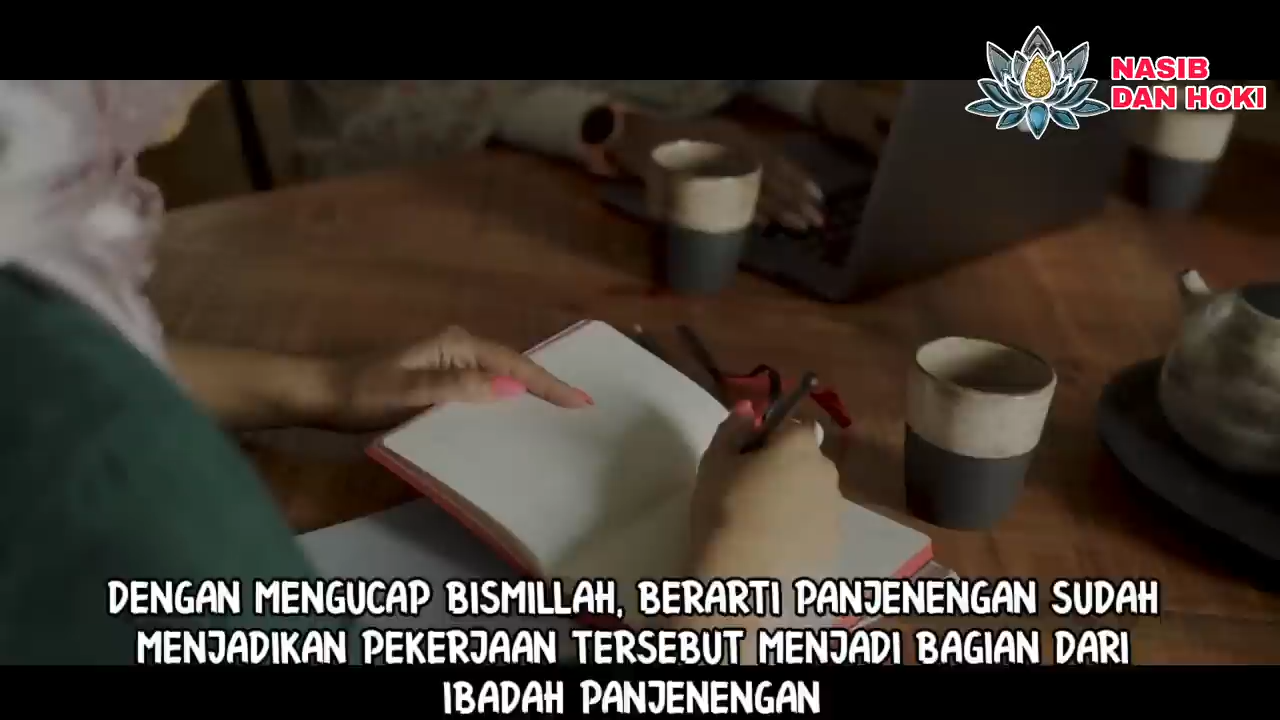 NASIB
DAN HOKI
DENGAN MENGUCAP BISMILLAH, BERARTI PANJENENGAN SUDAH
MENJADIKAN PEKERJAAN TERSEBUT MENJADI BAGIAN DARI
IBADAH PANJENENGAN